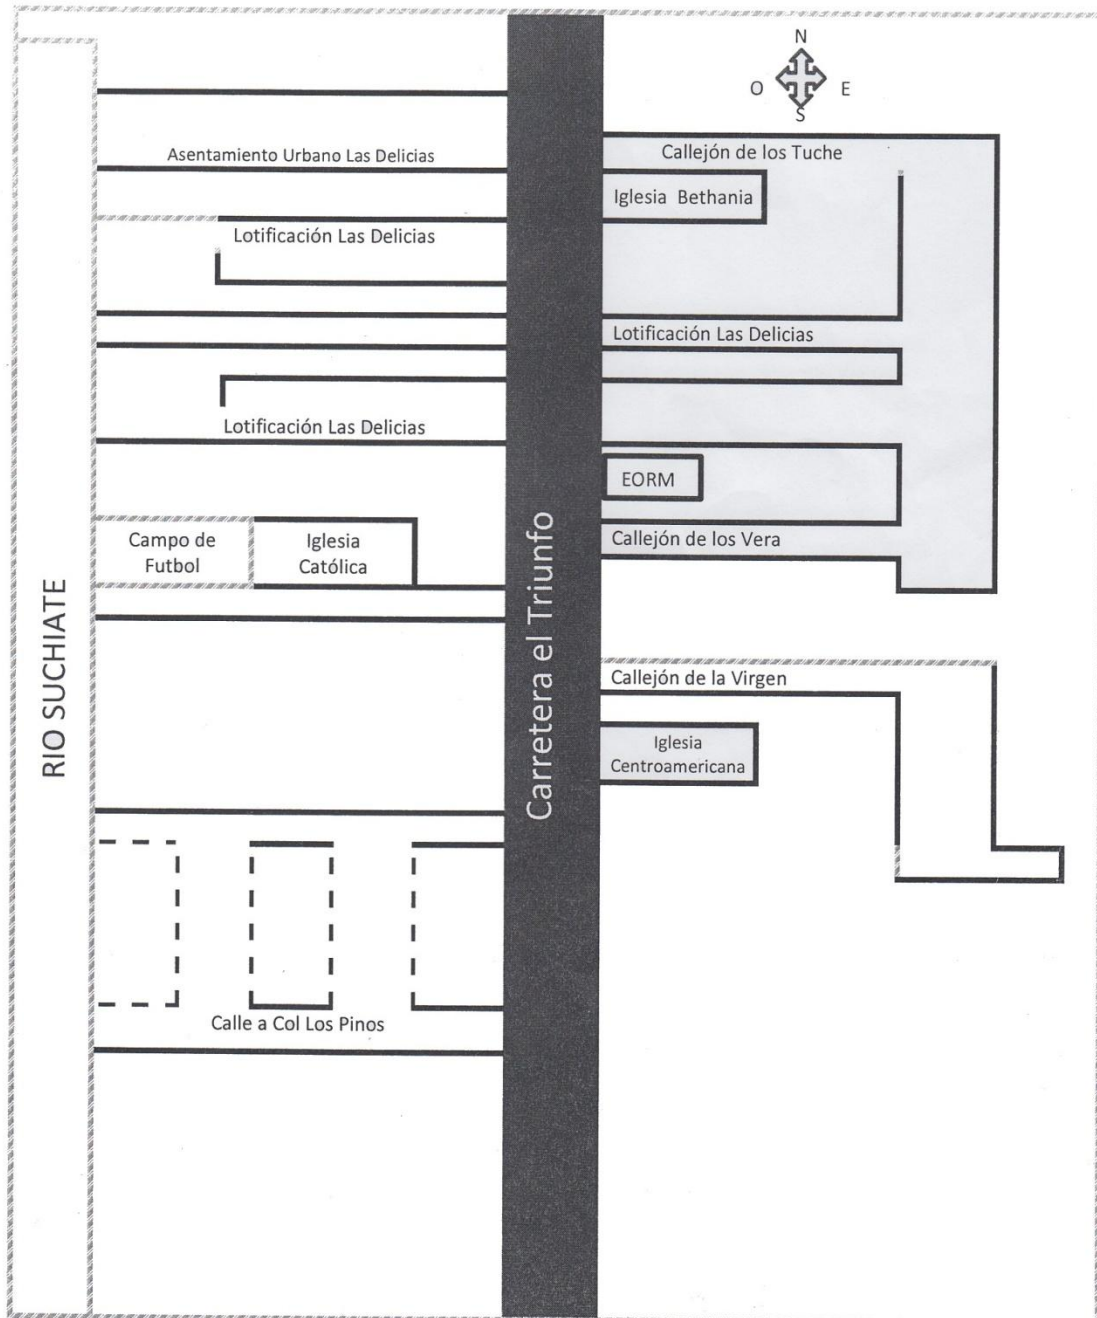 N
O
E
S
Asentamiento Urbano Las Delicias
Callejón de los Tuche
Iglesia Bethania
Lotificación Las Delicias
Lotificación Las Delicias
Lotificación Las Delicias
EORM
Callejón de los Vera
Campo de
Futbol
Iglesia
Católica
RIO SUCHIATE
Carretera el Triunfo
Callejón de la Virgen
Iglesia
Centroamericana
Calle a Col Los Pinos